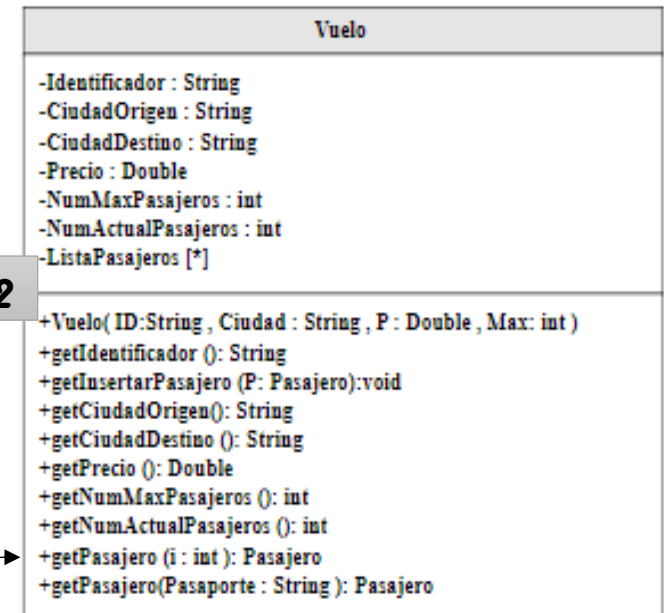 Vuelo
-Identificador : String
-CiudadOrigen : String
-CiudadDestino : String
-Precio : Double
-NumMaxPasajeros : int
-NumActualPasajeros : int
-ListaPasajeros [*]
2
+Vuelo( ID:String , Ciudad : String , P : Double , Max: int )
+getIdentificador (): String
+getInsertarPasajero (P: Pasajero):void
+getCiudadOrigen(): String
+getCiudadDestino (): String
+getPrecio (): Double
+getNumMaxPasajeros (): int
+getNumActualPasajeros (): int
+getPasajero (i : int ): Pasajero
+getPasajero(Pasaporte : String ): Pasajero